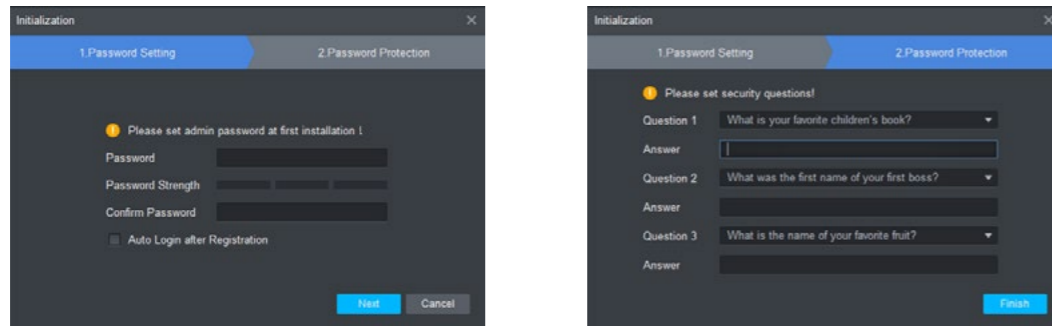 Initialization
1.Password Setting
2.Password Protection
Please set admin password at first installation !
Password
Password Strength
Confirm Password
Auto Login after Registration
Next
Cancel
Initialization
1.Password Setting
2.Password Protection
Please set security questions!
Question 1
What is your favorite children's book?
Answer
Question 2
What was the first name of your first boss?
Answer
Question 3
What is the name of your favorite fruit?
Answer
Finish